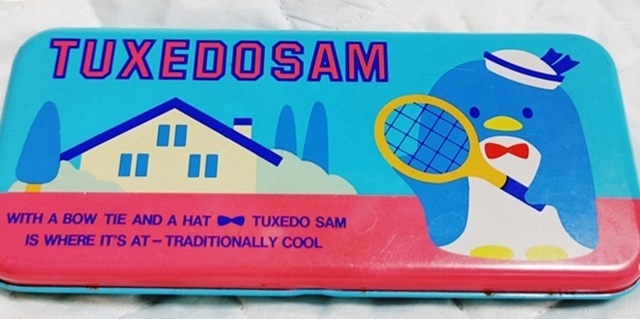 TUXEDOSAM
WITH A BOW TIE AND A HAT TUXEDO SAM
IS WHERE IT'S AT – TRADITIONALLY COOL